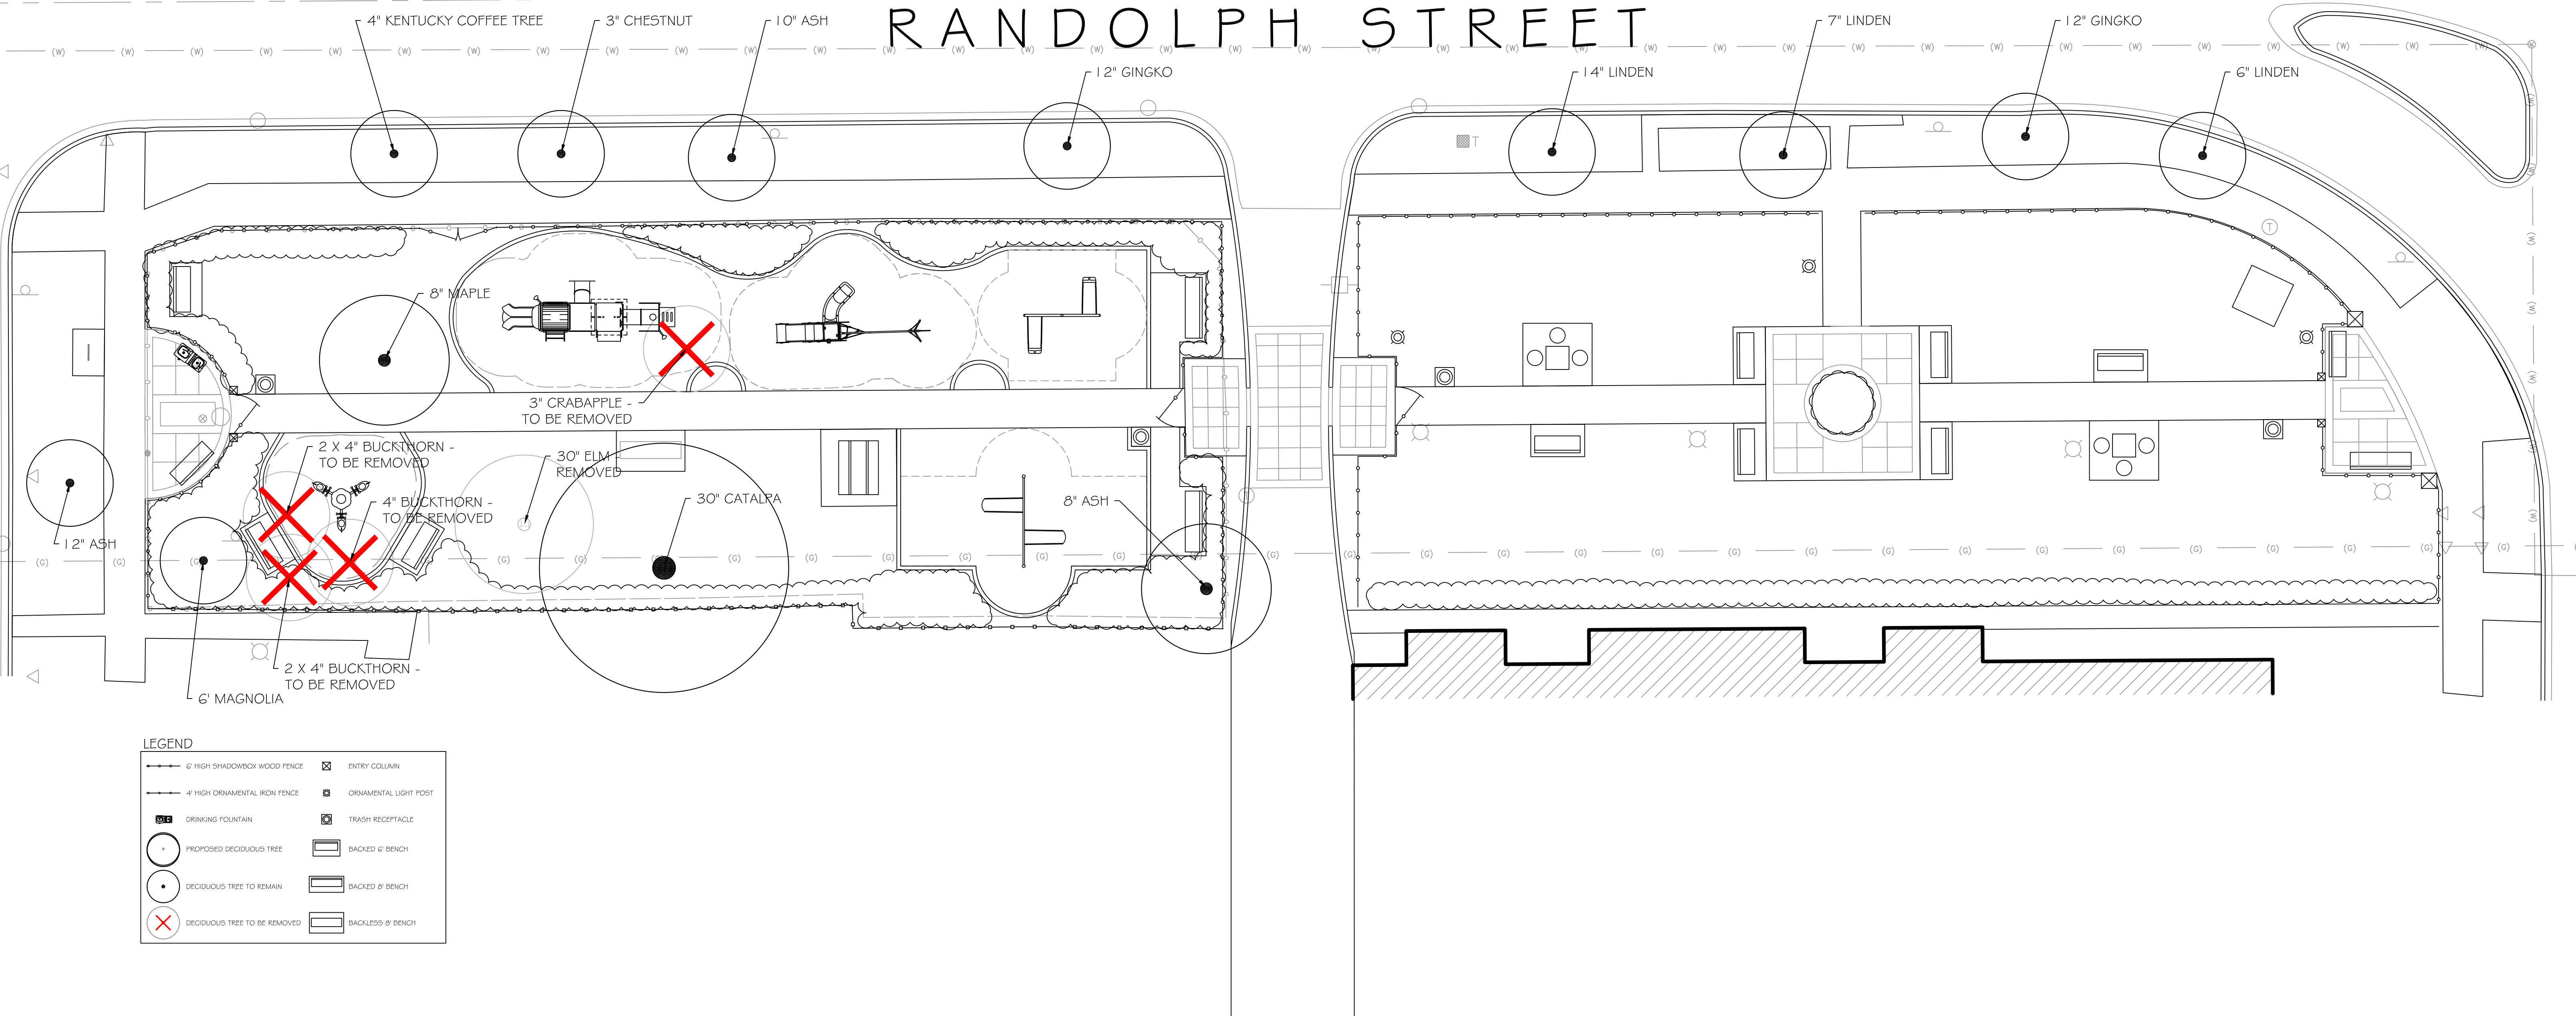 RANDOLPH STREET
4" KENTUCKY COFFEE TREE
3" CHESTNUT
10" ASH
12" GINGKO
14" LINDEN
7" LINDEN
12" GINGKO
6" LINDEN
T
T
8" MAPLE
3" CRABAPPLE -
TO BE REMOVED
2 X 4" BUCKTHORN -
TO BE REMOVED
4" BUCKTHORN -
TO BE REMOVED
30" ELM -
REMOVED
30" CATALPA
8" ASH
12" ASH
2 X 4" BUCKTHORN -
TO BE REMOVED
6' MAGNOLIA
(W) (W) (W) (W) (W) (W) (W) (W) (W) (W) (W) (W) (W) (W) (W) (W) (W) (W) (W) (W) (W) (W) (W) (W) (W) (W) (W) (W) (W) (W) (W) (W) (W) (W) (W) (W)
(W) (W) (W) (W) (W) (W) (W)
(G) (G) (G) (G) (G) (G) (G) (G) (G) (G) (G) (G) (G) (G) (G) (G) (G) (G) (G) (G) (G) (G) (G) (G) (G) (G) (G) (G) (G) (G)
LEGEND
6' HIGH SHADOWBOX WOOD FENCE
4' HIGH ORNAMENTAL IRON FENCE
DRINKING FOUNTAIN
PROPOSED DECIDUOUS TREE
DECIDUOUS TREE TO REMAIN
DECIDUOUS TREE TO BE REMOVED
ENTRY COLUMN
ORNAMENTAL LIGHT POST
TRASH RECEPTACLE
BACKED 6' BENCH
BACKED 8' BENCH
BACKLESS 8' BENCH